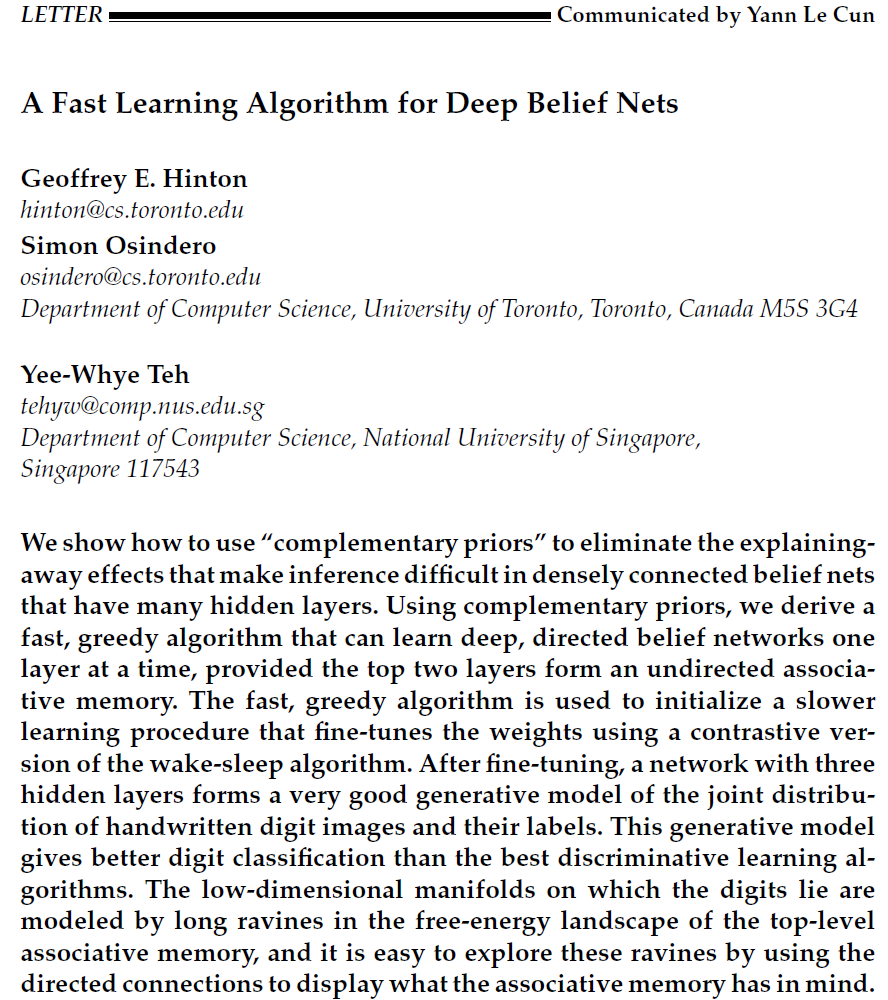 LETTER Communicated by Yann Le Cun
A Fast Learning Algorithm for Deep Belief Nets
Geoffrey E. Hinton
hinton@cs.toronto.edu
Simon Osindero
osindero@cs.toronto.edu
Department of Computer Science, University of Toronto, Toronto, Canada M5S 3G4
Yee-Whye Teh
tehyw@comp.nus.edu.sg
Department of Computer Science, National University of Singapore,
Singapore 117543
We show how to use “complementary priors” to eliminate the explaining-
away effects that make inference difficult in densely connected belief nets
that have many hidden layers. Using complementary priors, we derive a
fast, greedy algorithm that can learn deep, directed belief networks one
layer at a time, provided the top two layers form an undirected associa-
tive memory. The fast, greedy algorithm is used to initialize a slower
learning procedure that fine-tunes the weights using a contrastive ver-
sion of the wake-sleep algorithm. After fine-tuning, a network with three
hidden layers forms a very good generative model of the joint distribu-
tion of handwritten digit images and their labels. This generative model
gives better digit classification than the best discriminative learning al-
gorithms. The low-dimensional manifolds on which the digits lie are
modeled by long ravines in the free-energy landscape of the top-level
associative memory, and it is easy to explore these ravines by using the
directed connections to display what the associative memory has in mind.